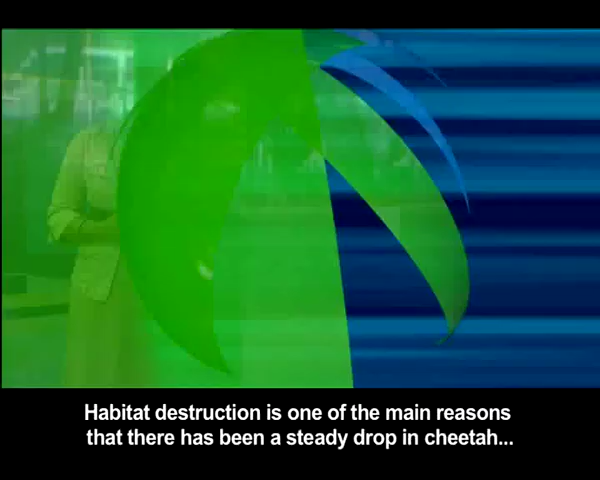 Habitat destruction is one of the main reasons
that there has been a steady drop in cheetah...